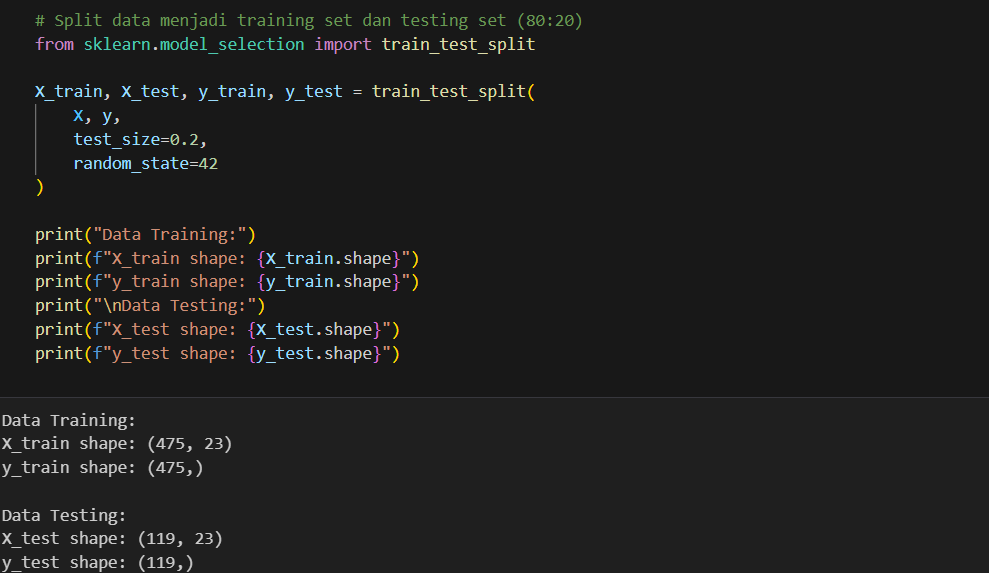 # Split data menjadi training set dan testing set (80:20)
from sklearn.model_selection import train_test_split
X_train, X_test, y_train, y_test = train_test_split(
    X, y,
    test_size=0.2,
    random_state=42
)
print("Data Training:")
print(f"X_train shape: {X_train.shape}")
print(f"y_train shape: {y_train.shape}")
print("\nData Testing:")
print(f"X_test shape: {X_test.shape}")
print(f"y_test shape: {y_test.shape}")
Data Training:
X_train shape: (475, 23)
y_train shape: (475,)
Data Testing:
X_test shape: (119, 23)
y_test shape: (119,)